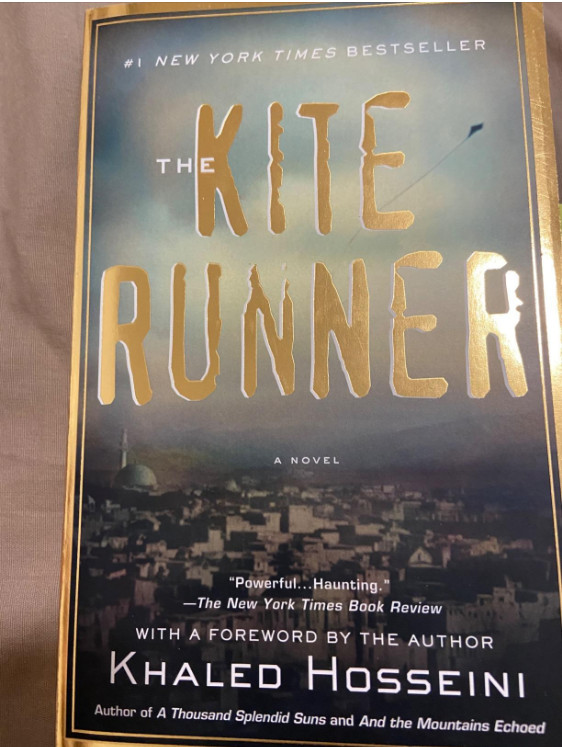 #1 NEW YORK TIMES BESTSELLER
THE KITE
RUNNER
A NOVEL
“Powerful...Haunting.”
—The New York Times Book Review
WITH A FOREWORD BY THE AUTHOR
KHALED HOSSEINI
Author of A Thousand Splendid Suns and And the Mountains Echoed